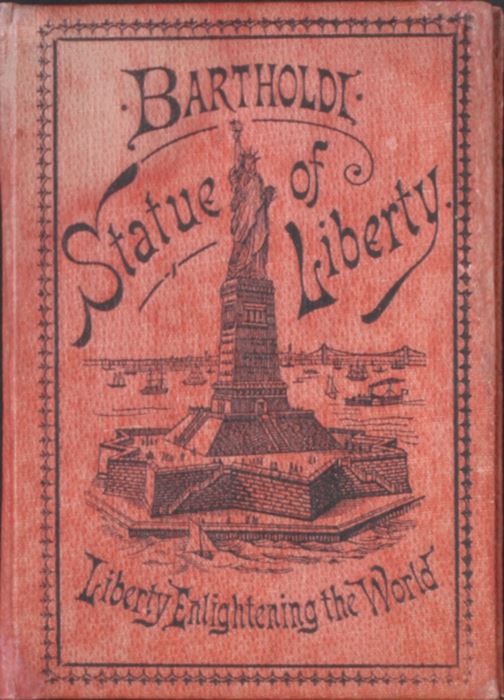 ·BARTHOLDI·
Statue of Liberty.
Liberty Enlightening the World